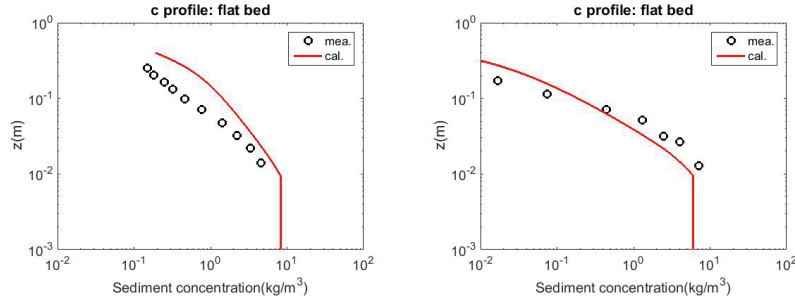 c profile: flat bed
10^0
10^-1
10^-2
10^-3
z(m)
mea.
cal.
10^-2
10^-1
10^0
10^1
10^2
Sediment concentration(kg/m^3)
c profile: flat bed
10^0
10^-1
10^-2
10^-3
z(m)
mea.
cal.
10^-2
10^-1
10^0
10^1
10^2
Sediment concentration(kg/m^3)